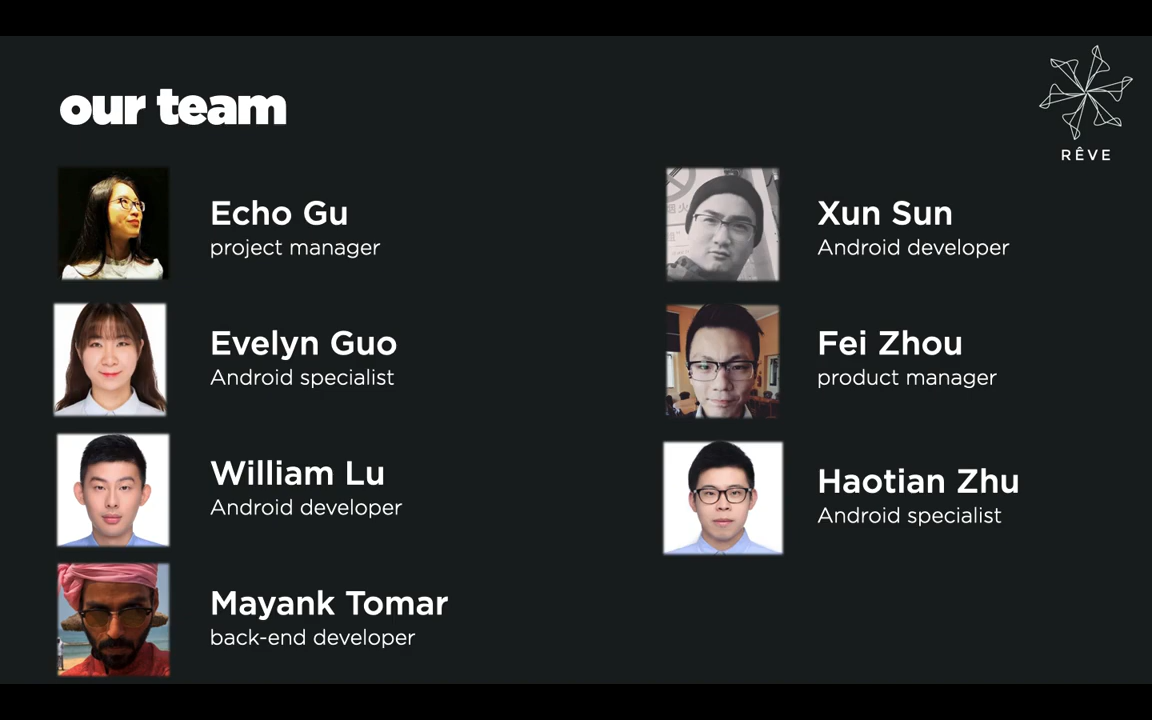 our team
RÊVE
Echo Gu
project manager
Evelyn Guo
Android specialist
William Lu
Android developer
Mayank Tomar
back-end developer
Xun Sun
Android developer
Fei Zhou
product manager
Haotian Zhu
Android specialist